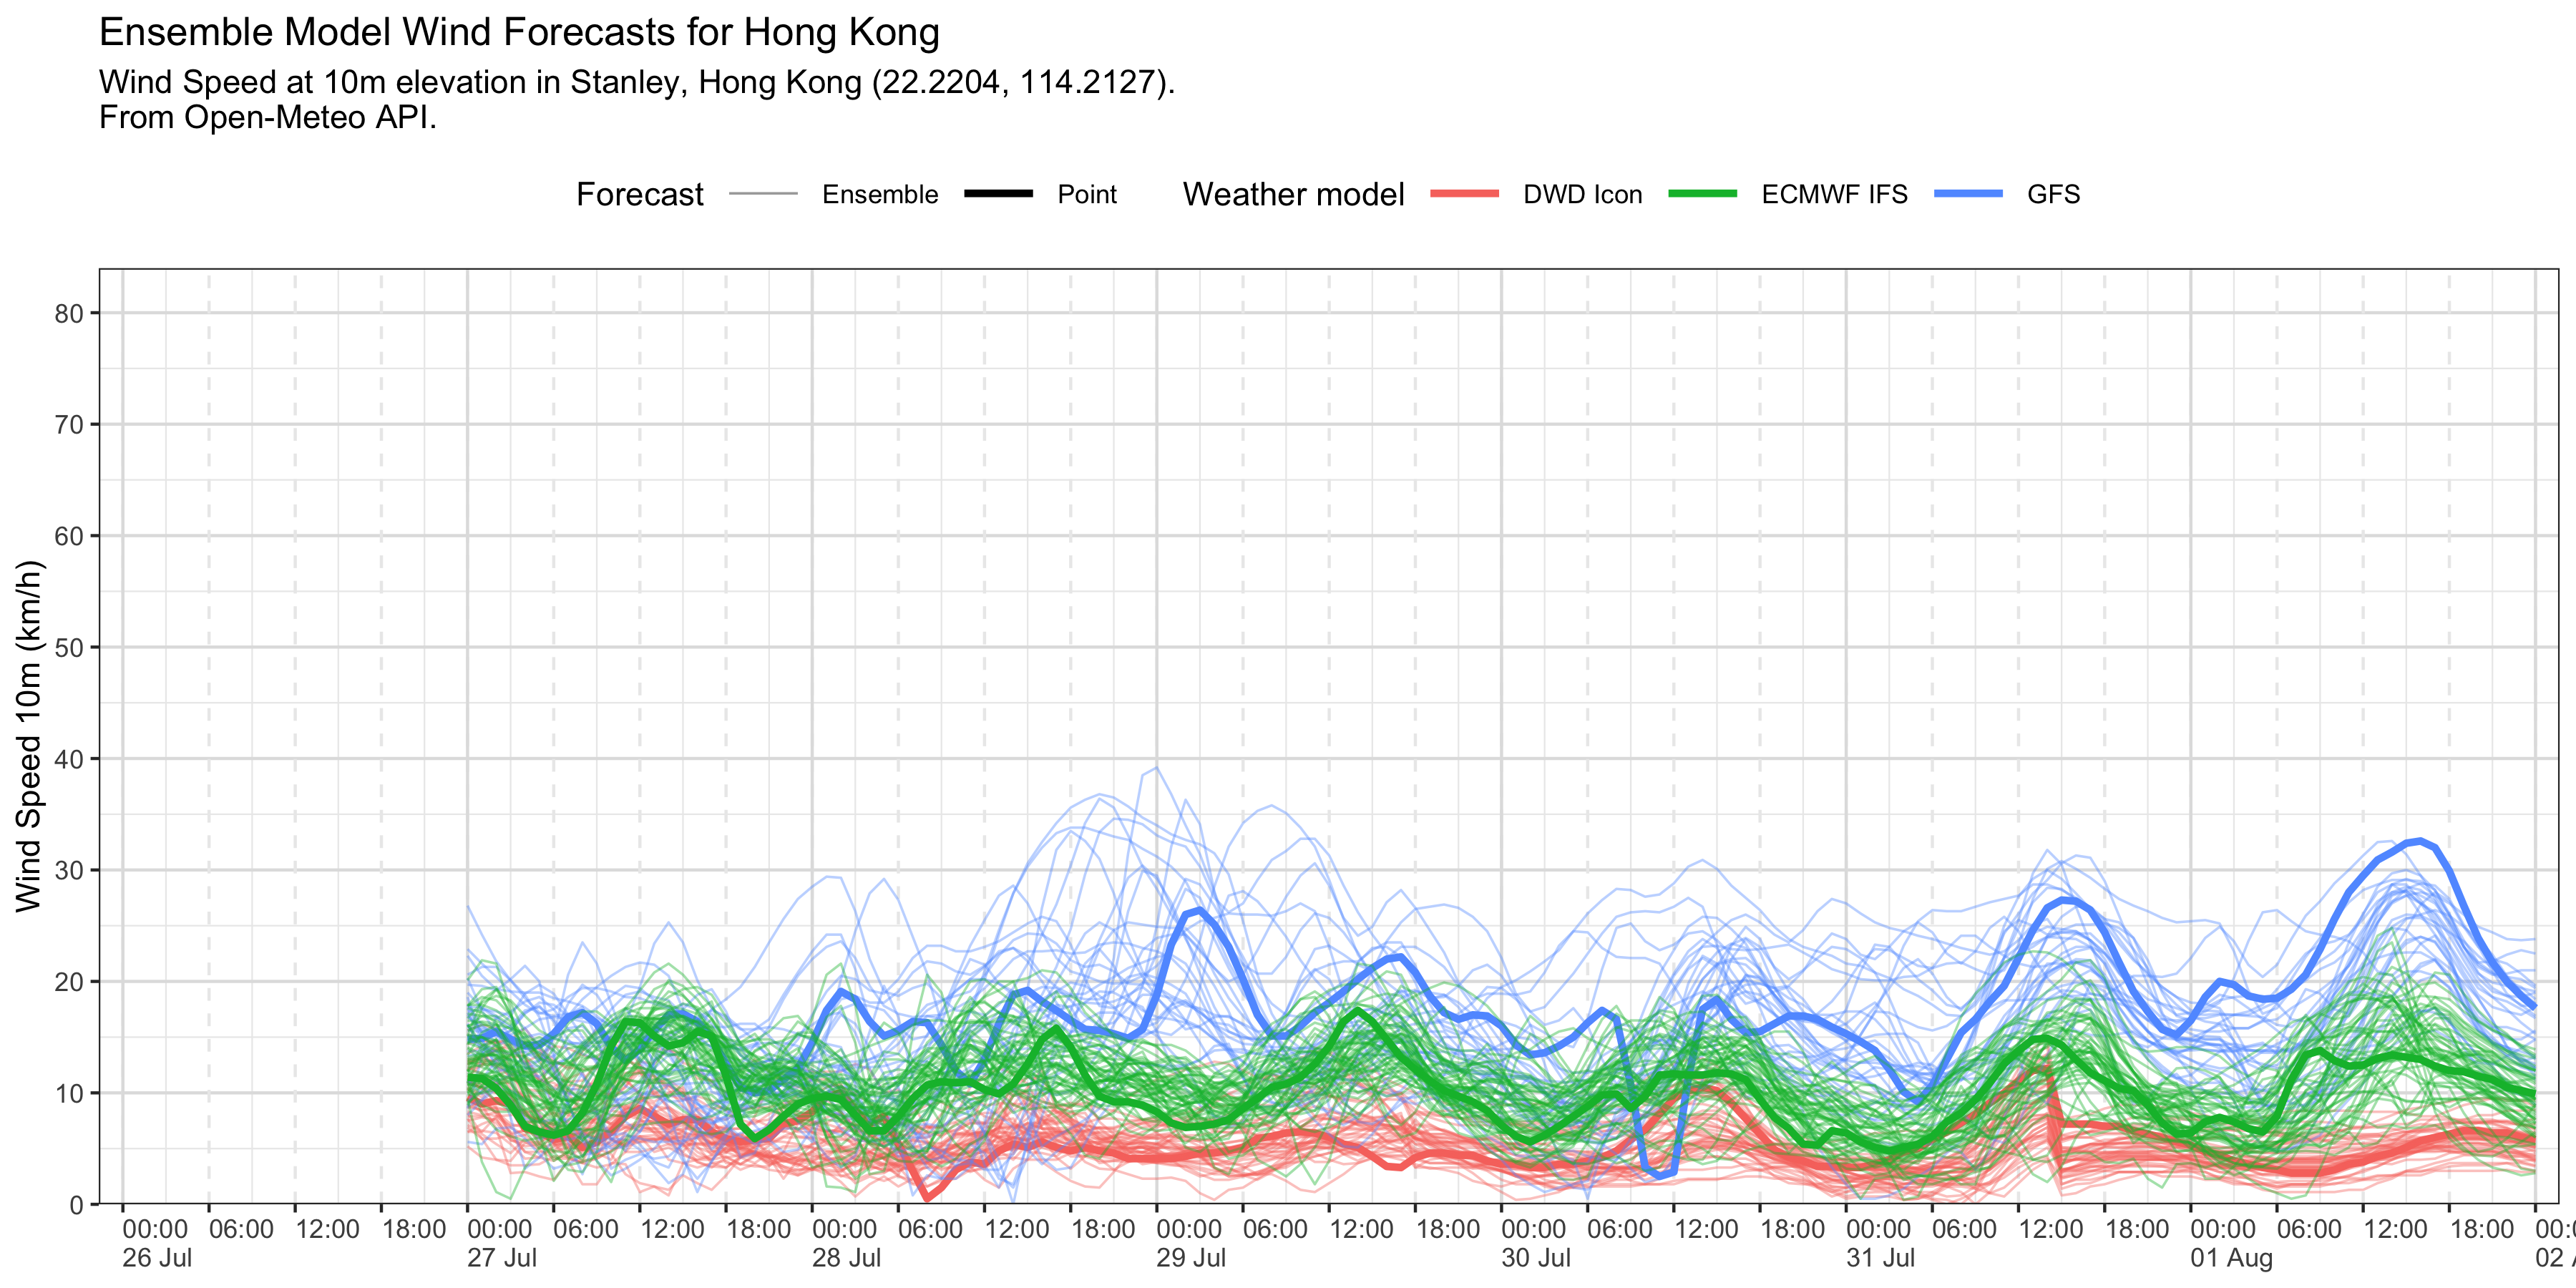 Ensemble Model Wind Forecasts for Hong Kong
Wind Speed at 10m elevation in Stanley, Hong Kong (22.2204, 114.2127).
From Open-Meteo API.
Forecast Ensemble Point Weather model DWD Icon ECMWF IFS GFS
Wind Speed 10m (km/h)
80
70
60
50
40
30
20
10
0
00:00 06:00 12:00 18:00 00:00 06:00 12:00 18:00 00:00 06:00 12:00 18:00 00:00 06:00 12:00 18:00 00:00 06:00 12:00 18:00 00:00 06:00 12:00 18:00 00:00 06:00 12:00 18:00 00:
26 Jul 27 Jul 28 Jul 29 Jul 30 Jul 31 Jul 01 Aug 02